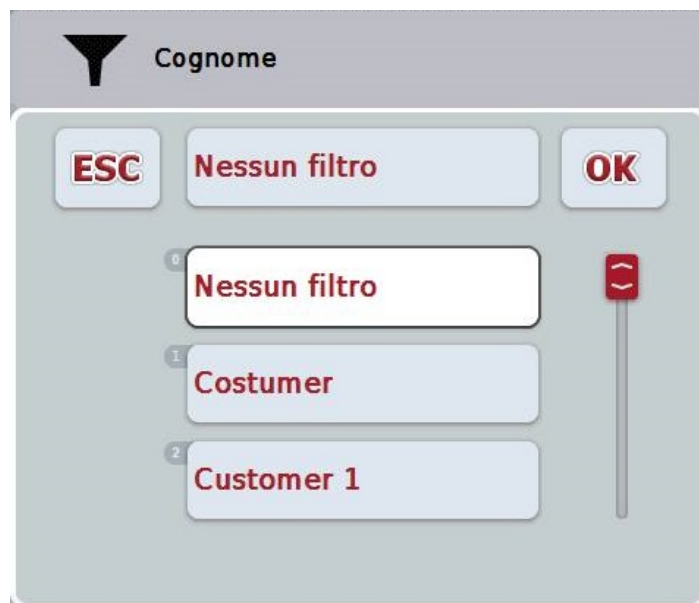 Cognome
ESC
Nessun filtro
OK
0
Nessun filtro
1
Costumer
2
Customer 1